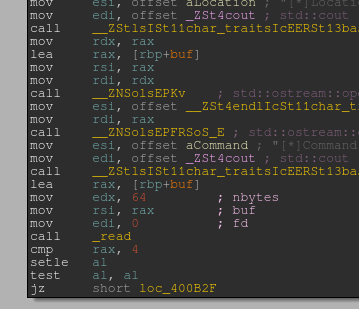 mov esi, offset aLocation ; "[*]Locatio
mov edi, offset _ZSt4cout ; std::cout
call __ZStlsISt11char_traitsIcEERSt13ba
mov rdx, rax
lea rax, [rbp+buf]
mov rsi, rax
mov rdi, rdx
call __ZNSolsEPKv ; std::ostream::ope
mov esi, offset __ZSt4endlIcSt11char_tr
mov rdi, rax
call __ZNSolsEPFRSoS_E ; std::ostream::o
mov esi, offset aCommand ; "[*]Command
mov edi, offset _ZSt4cout ; std::cout
call __ZStlsISt11char_traitsIcEERSt13ba
lea rax, [rbp+buf]
mov edx, 64 ; nbytes
mov rsi, rax ; buf
mov edi, 0 ; fd
call _read
cmp rax, 4
setle al
test al, al
jz short loc_400B2F